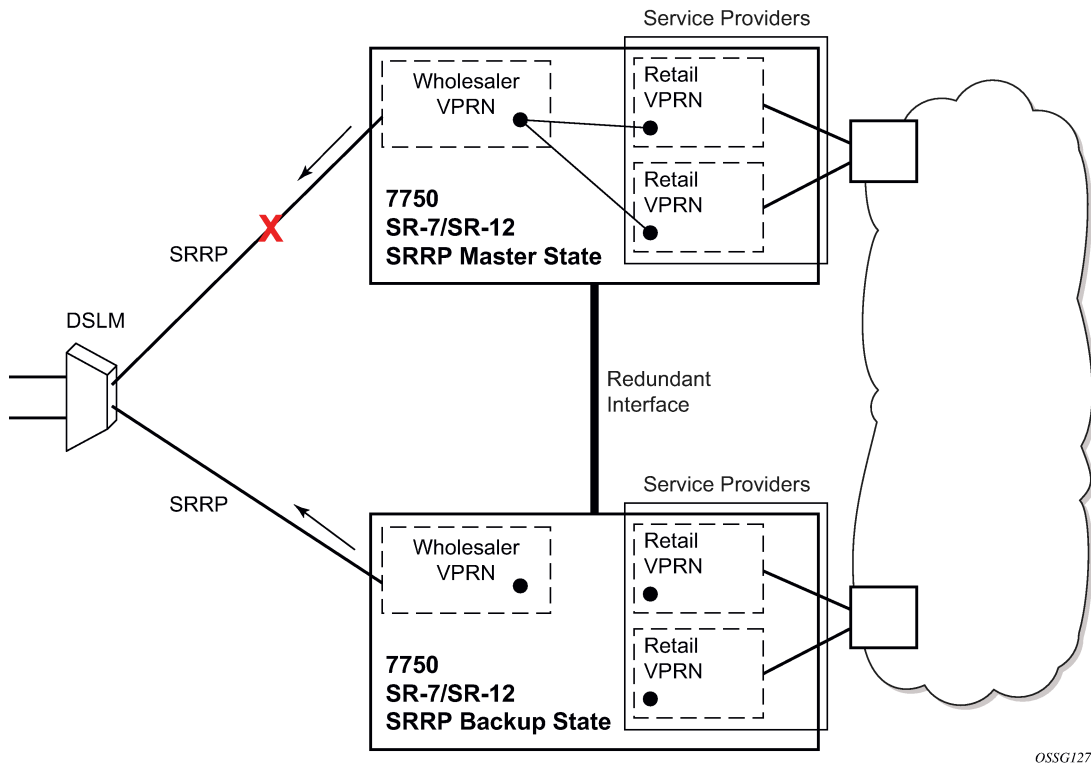 Service Providers
Wholesaler
VPRN
Retail
VPRN
Retail
VPRN
7750
SR-7/SR-12
SRRP Master State
X
SRRP
DSLM
Redundant
Interface
SRRP
Service Providers
Wholesaler
VPRN
Retail
VPRN
Retail
VPRN
7750
SR-7/SR-12
SRRP Backup State
OSSG127